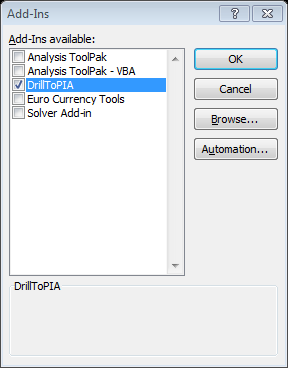 Add-Ins
Add-Ins available:
Analysis ToolPak
Analysis ToolPak - VBA
DrillToPIA
Euro Currency Tools
Solver Add-in
OK
Cancel
Browse...
Automation...
DrillToPIA